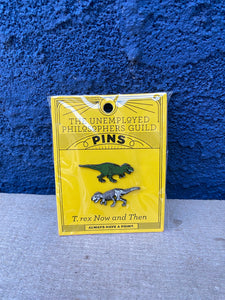 THE UNEMPLOYED
PHILOSOPHERS GUILD
PINS
T. rex Now and Then
ALWAYS HAVE A POINT